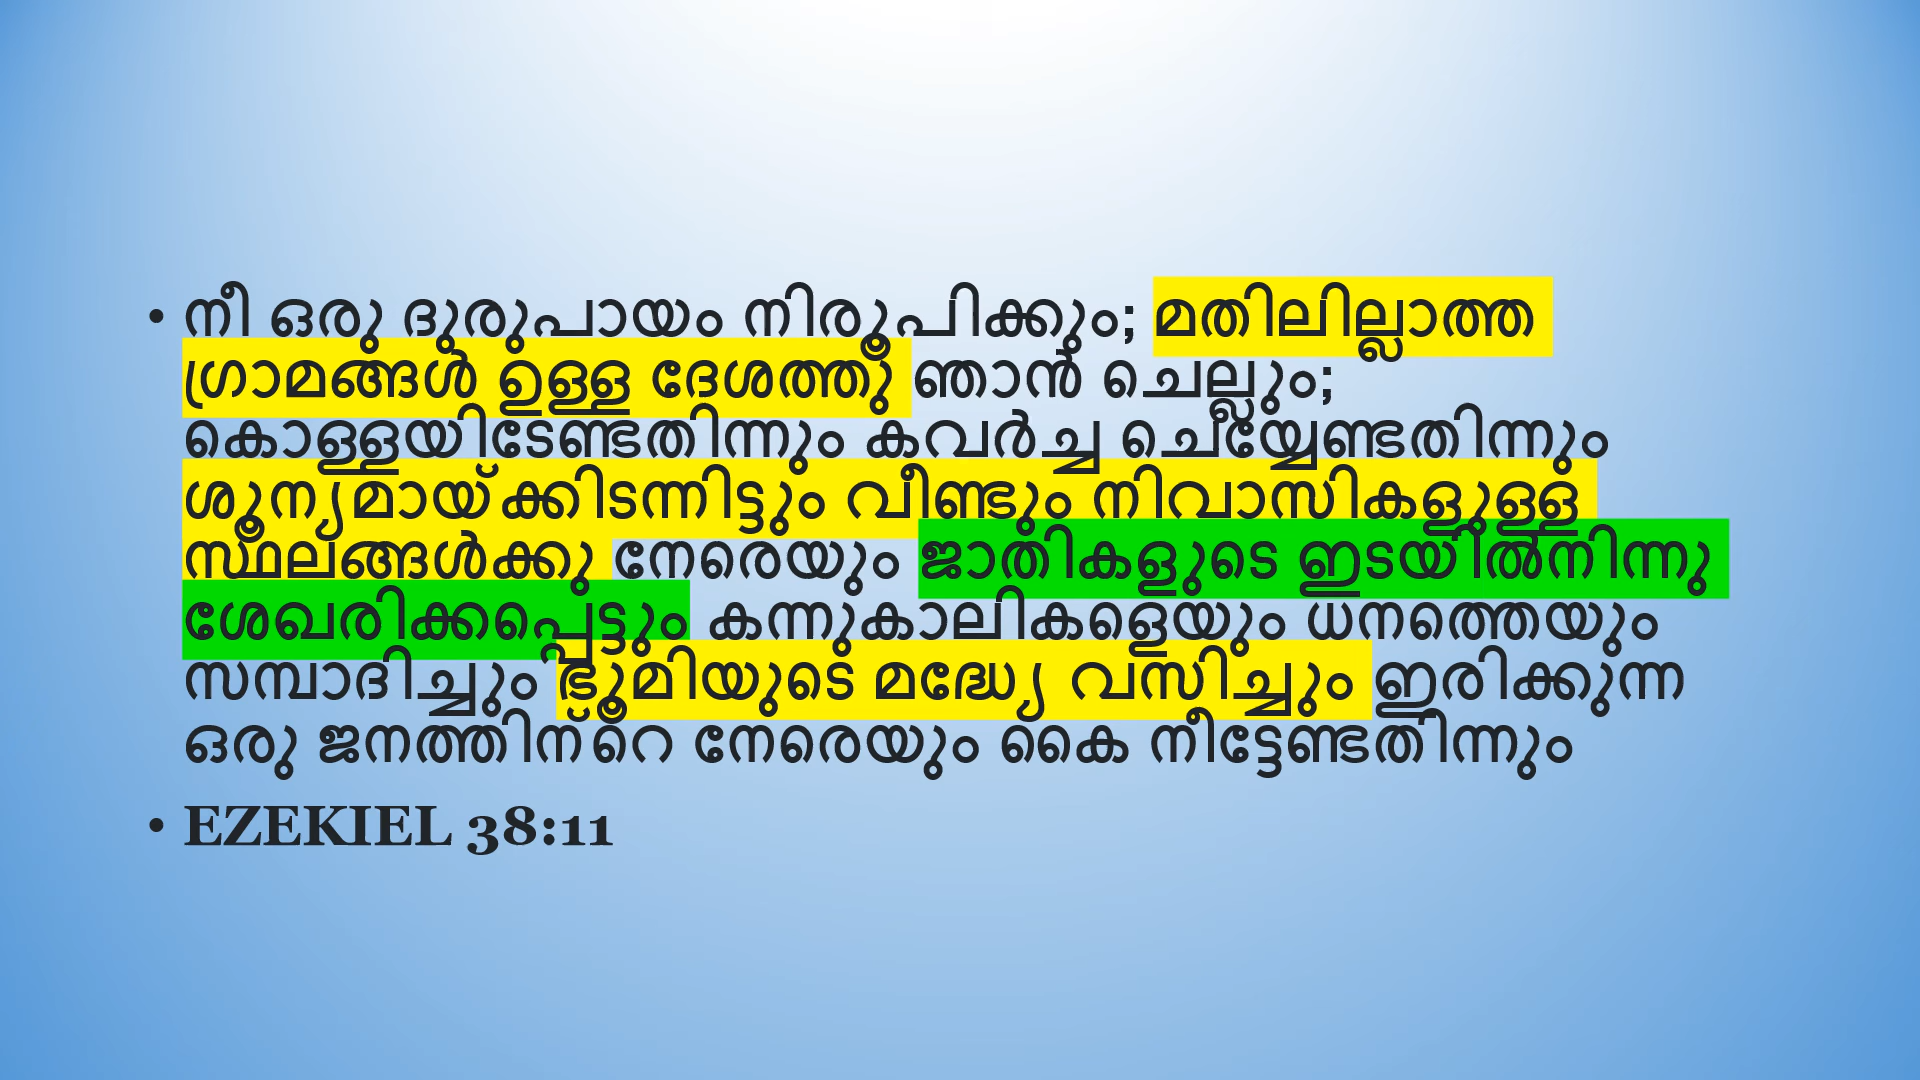 • നീ ഒരു ദുരുപായം നിരൂപിക്കും; മതിലില്ലാത്ത
ഗ്രാമങ്ങൾ ഉള്ള ദേശത്തു ഞാൻ ചെല്ലും;
കൊള്ളയിടേണ്ടതിന്നും കവർച്ച ചെയ്യേണ്ടതിന്നും
ശൂന്യമായ്ക്കിടന്നിട്ടും വീണ്ടും നിവാസികളുള്ള
സ്ഥലങ്ങൾക്കു നേരെയും ജാതികളുടെ ഇടയിൽനിന്നു
ശേഖരിക്കപ്പെട്ടും കന്നുകാലികളെയും ധനത്തെയും
സമ്പാദിച്ചും ഭൂമിയുടെ മദ്ധ്യേ വസിച്ചും ഇരിക്കുന്ന
ഒരു ജനത്തിന്റെ നേരെയും കൈ നീട്ടേണ്ടതിന്നും
• EZEKIEL 38:11